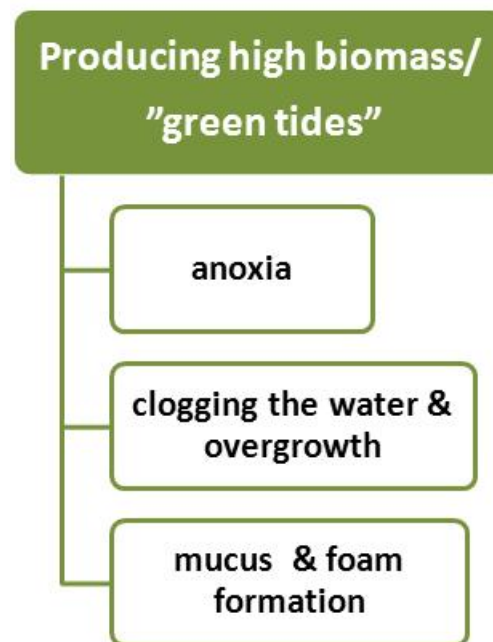 Producing high biomass/
”green tides”
anoxia
clogging the water &
overgrowth
mucus & foam
formation